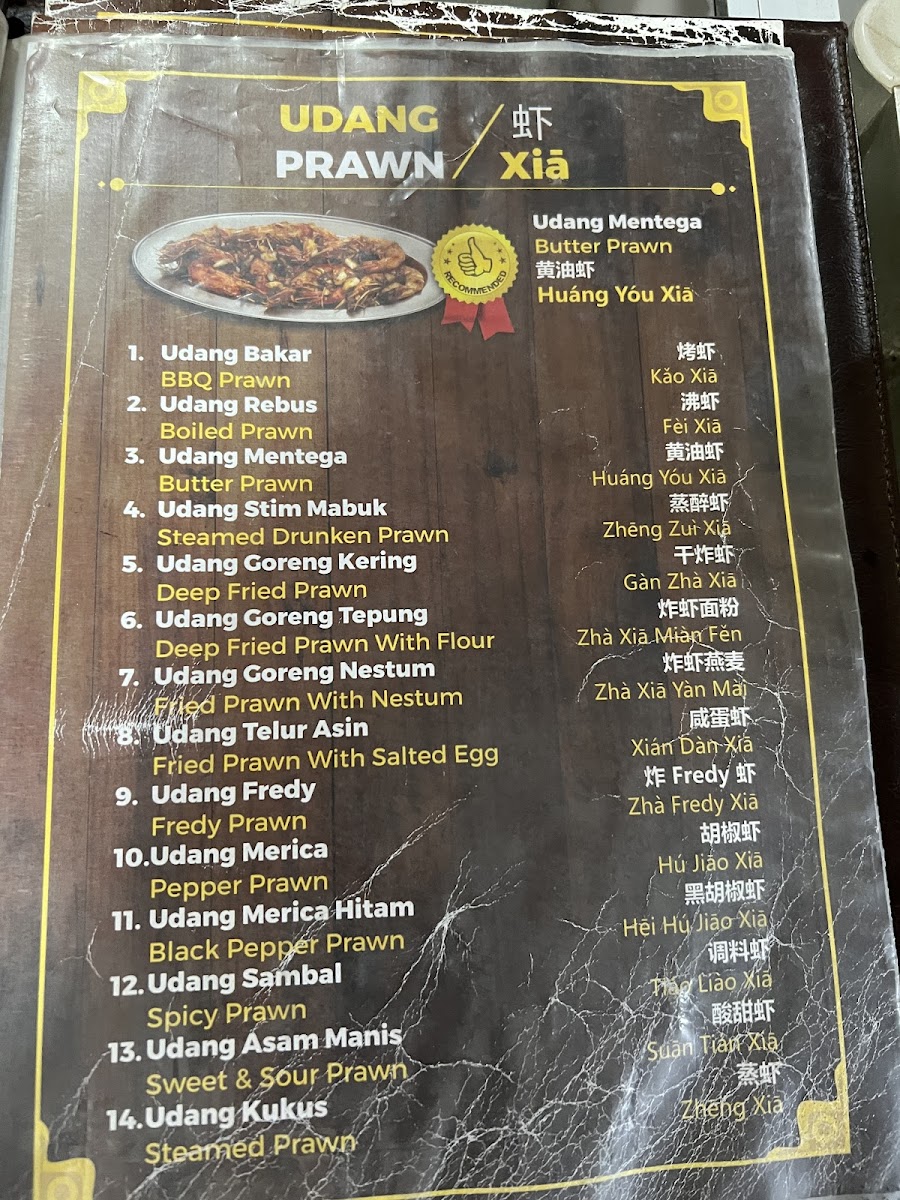 UDANG / 虾
PRAWN / Xiā
RECOMMENDED
Udang Mentega
Butter Prawn
黄油虾
Huáng Yóu Xiā
1. Udang Bakar 烤虾
BBQ Prawn Kǎo Xiā
2. Udang Rebus 沸虾
Boiled Prawn Fèi Xiā
3. Udang Mentega 黄油虾
Butter Prawn Huáng Yóu Xiā
4. Udang Stim Mabuk 蒸醉虾
Steamed Drunken Prawn Zhēng Zuì Xiā
5. Udang Goreng Kering 干炸虾
Deep Fried Prawn Gàn Zhà Xiā
6. Udang Goreng Tepung 炸虾面粉
Deep Fried Prawn With Flour Zhà Xiā Miàn Fěn
7. Udang Goreng Nestum 炸虾燕麦
Fried Prawn With Nestum Zhà Xiā Yàn Mài
8. Udang Telur Asin 咸蛋虾
Fried Prawn With Salted Egg Xián Dàn Xiā
9. Udang Fredy 炸 Fredy 虾
Fredy Prawn Zhà Fredy Xiā
10. Udang Merica 胡椒虾
Pepper Prawn Hú Jiāo Xiā
11. Udang Merica Hitam 黑胡椒虾
Black Pepper Prawn Hēi Hú Jiāo Xiā
12. Udang Sambal 调料虾
Spicy Prawn Tiáo Liào Xiā
13. Udang Asam Manis 酸甜虾
Sweet & Sour Prawn Suān Tián Xiā
14. Udang Kukus 蒸虾
Steamed Prawn Zhēng Xiā